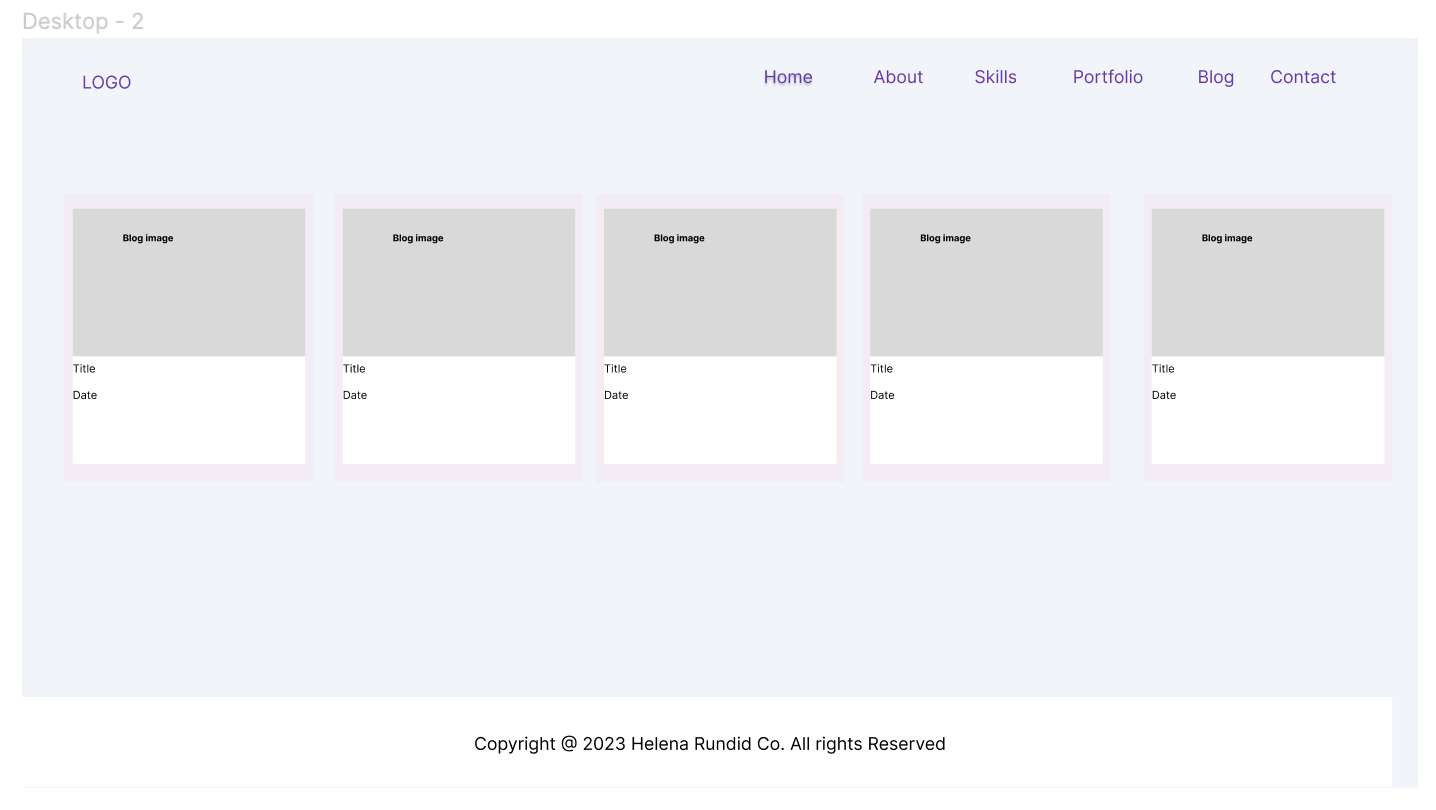 Desktop - 2
LOGO
Home About Skills Portfolio Blog Contact
Blog image Blog image Blog image Blog image Blog image
Title Title Title Title Title
Date Date Date Date Date
Copyright @ 2023 Helena Rundid Co. All rights Reserved